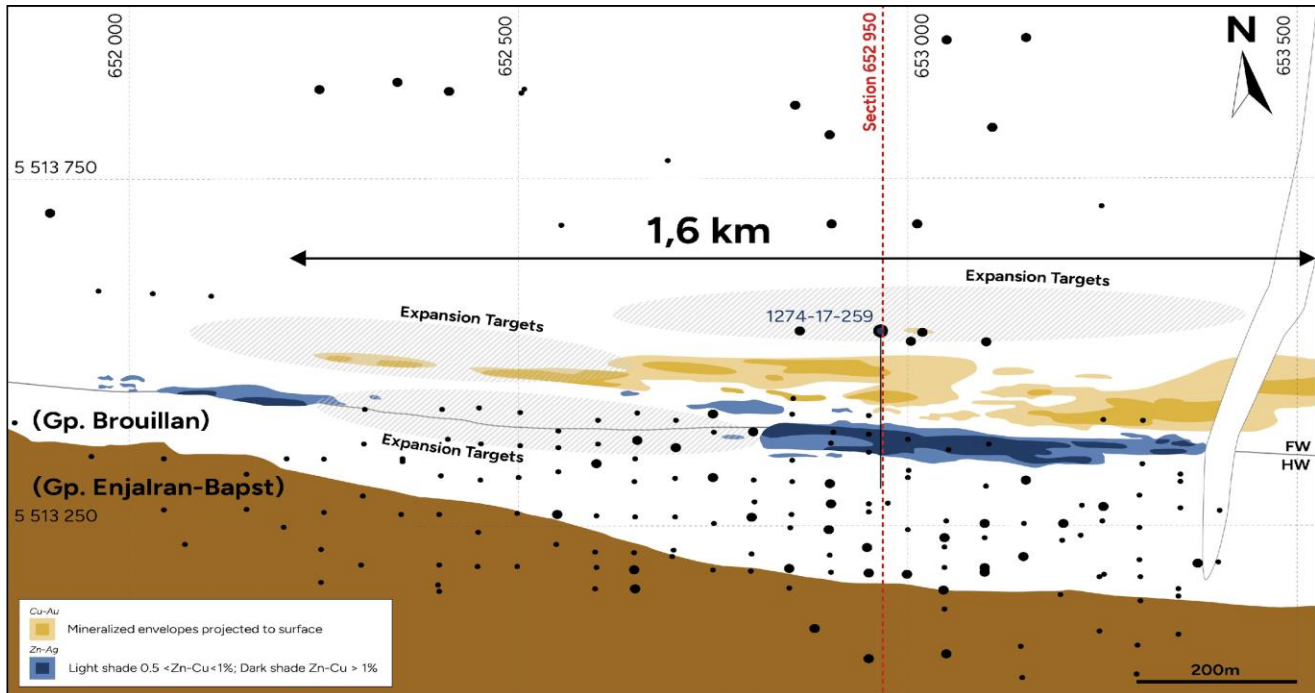 652 000
652 500
Section 652 950
653 000
N
653 500
5 513 750
1,6 km
Expansion Targets
Expansion Targets
1274-17-259
(Gp. Brouillan)
Expansion Targets
FW
HW
(Gp. Enjalran-Bapst)
5 513 250
Cu-Au
Mineralized envelopes projected to surface
Zn-Ag
Light shade 0.5 <Zn-Cu<1%; Dark shade Zn-Cu > 1%
200m